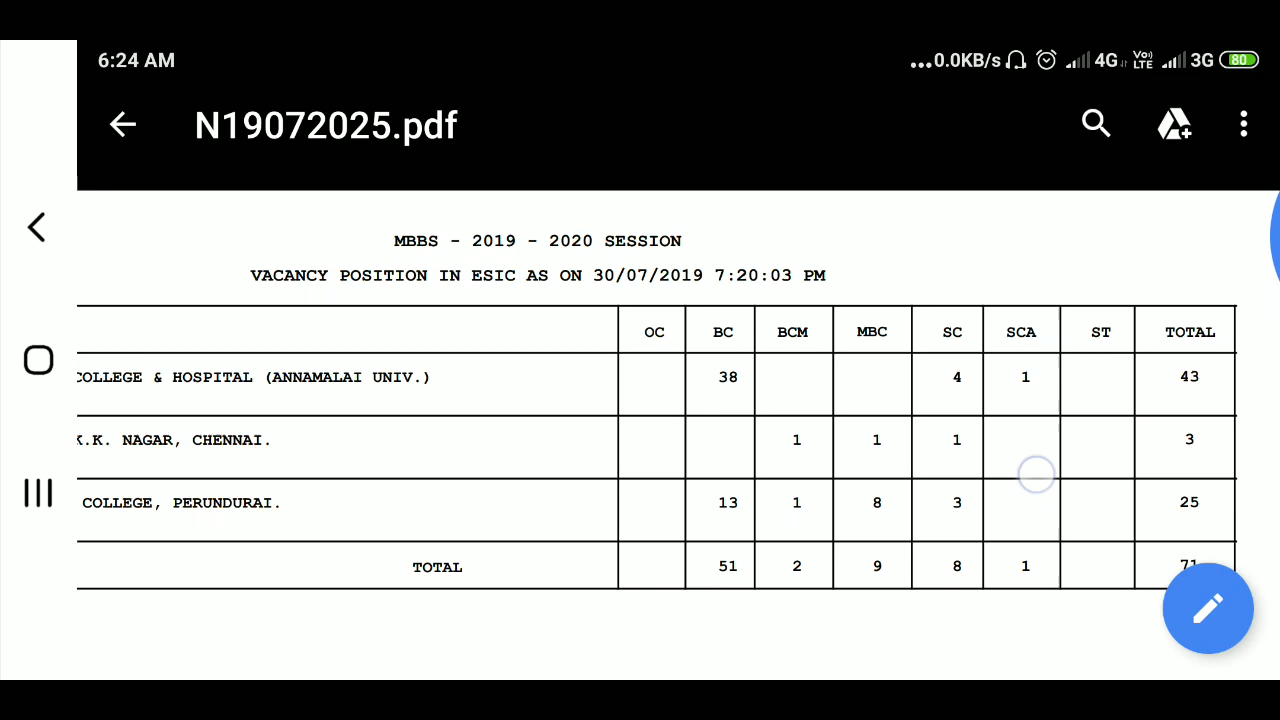 6:24 AM ...0.0KB/s 4G Vo) LTE 3G 80
N19072025.pdf
MBBS - 2019 - 2020 SESSION
VACANCY POSITION IN ESIC AS ON 30/07/2019 7:20:03 PM
OC BC BCM MBC SC SCA ST TOTAL
COLLEGE & HOSPITAL (ANNAMALAI UNIV.) 38 4 1 43
K.K. NAGAR, CHENNAI. 1 1 1 3
COLLEGE, PERUNDURAI. 13 1 8 3 25
TOTAL 51 2 9 8 1 71